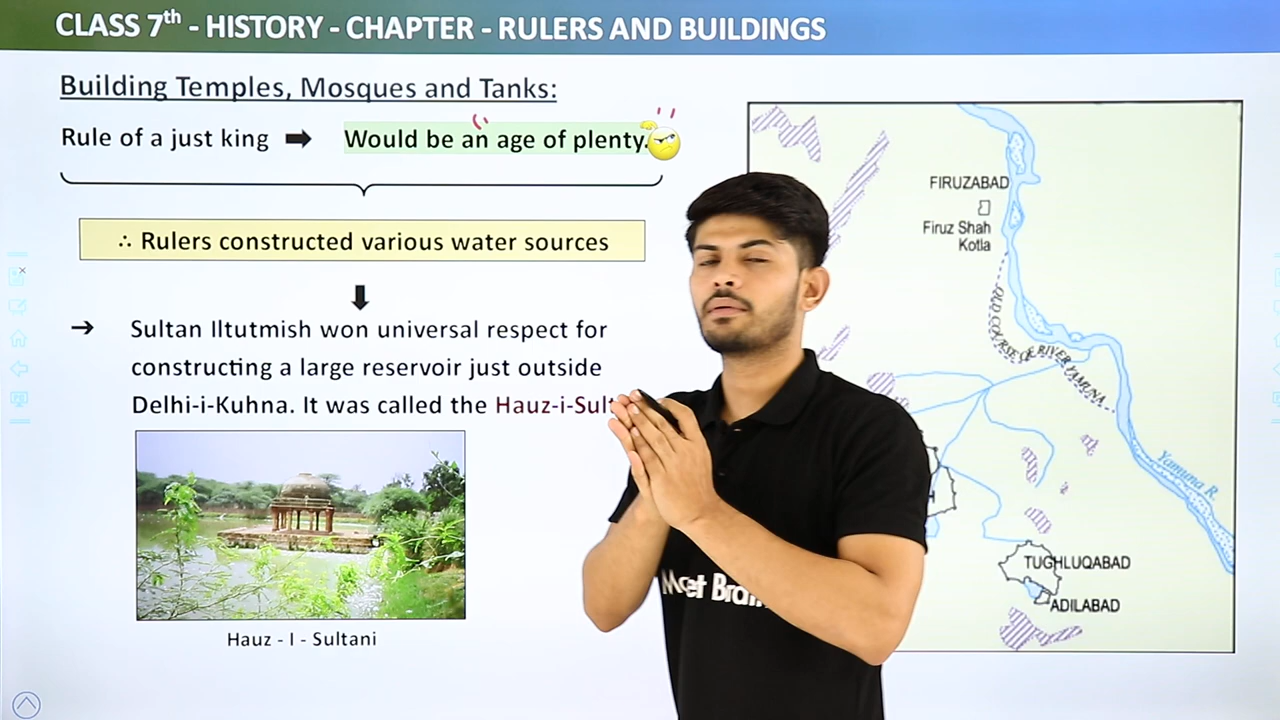 CLASS 7th - HISTORY - CHAPTER - RULERS AND BUILDINGS
Building Temples, Mosques and Tanks:
Rule of a just king ➡ Would be an age of plenty.
∴ Rulers constructed various water sources
→ Sultan Iltutmish won universal respect for
constructing a large reservoir just outside
Delhi-i-Kuhna. It was called the Hauz-i-Sult
Hauz - I - Sultani
FIRUZABAD
Firuz Shah
Kotla
OLD COURSE OF RIVER YAMUNA
Yamuna R.
TUGHLUQABAD
ADILABAD